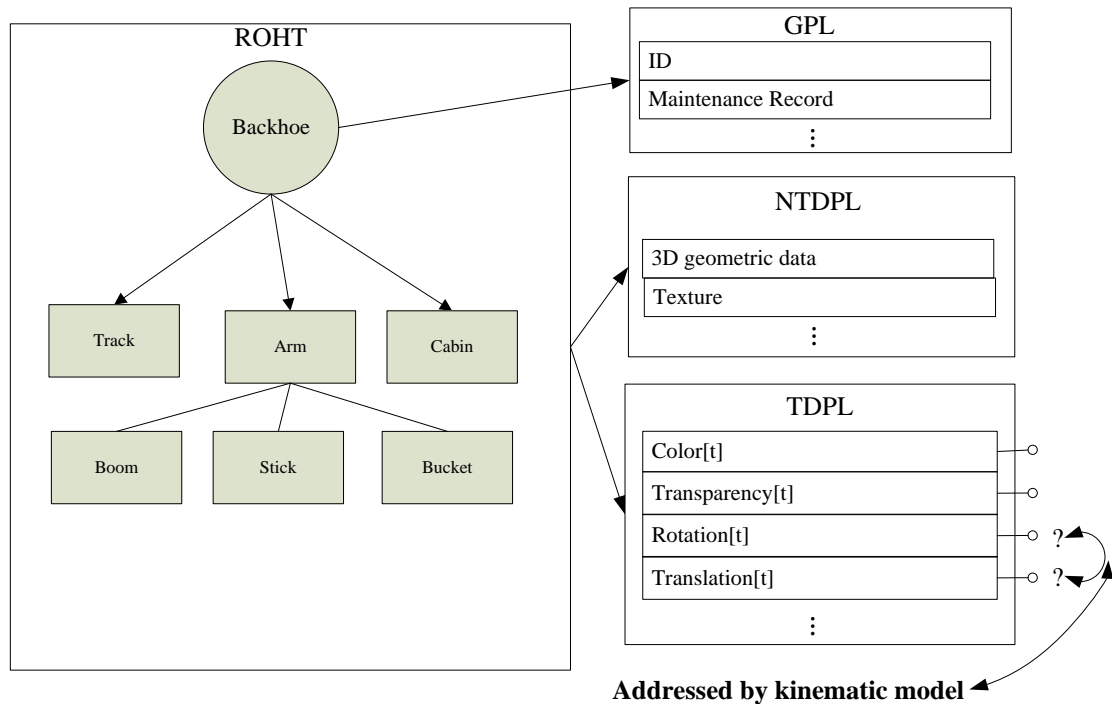 ROHT
Backhoe
Track
Arm
Cabin
Boom
Stick
Bucket
GPL
ID
Maintenance Record
NTDPL
3D geometric data
Texture
TDPL
Color[t]
Transparency[t]
Rotation[t]
?
Translation[t]
?
Addressed by kinematic model